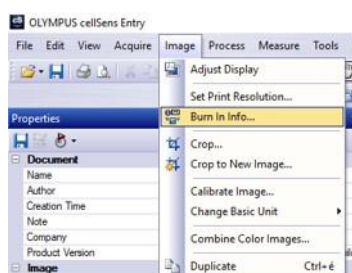 OLYMPUS cellSens Entry
File Edit View Acquire Image Process Measure Tools
Adjust Display
Set Print Resolution...
Properties
Burn In Info...
Crop...
Document
Crop to New Image...
Name
Author
Calibrate Image...
Creation Time
Note
Change Basic Unit
Company
Combine Color Images...
Product Version
Image
Duplicate Ctrl+é